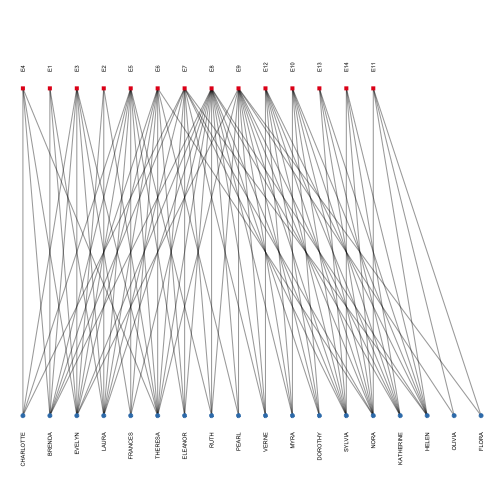 E4 E1 E3 E2 E5 E6 E7 E8 E9 E12 E10 E13 E14 E11
CHARLOTTE BRENDA EVELYN LAURA FRANCES THERESA ELEANOR RUTH PEARL VERNE MYRA DOROTHY SYLVIA NORA KATHERINE HELEN OLIVIA FLORA